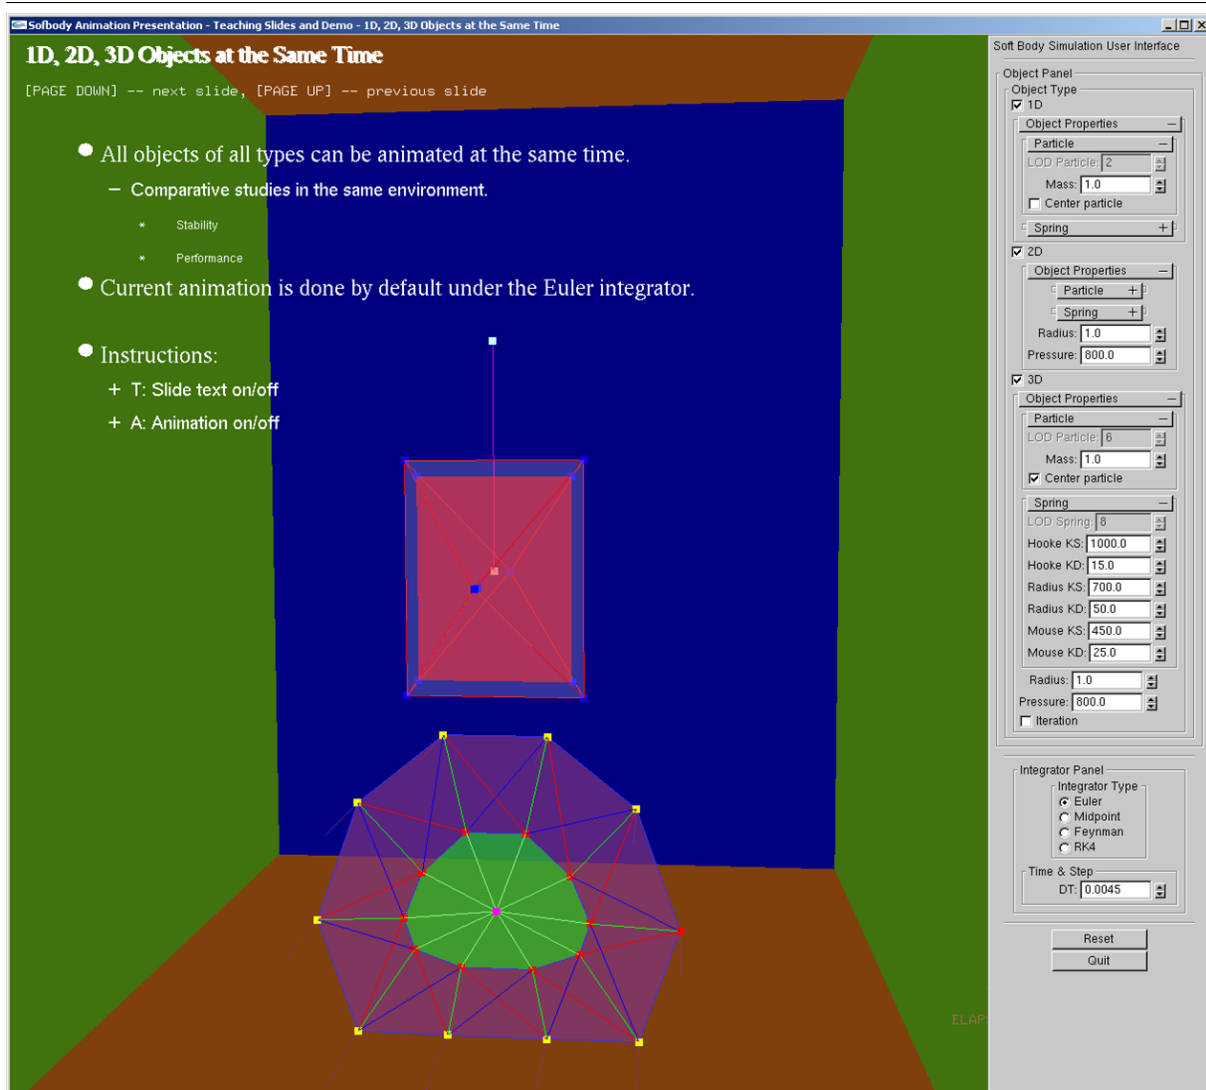 Sofbody Animation Presentation - Teaching Slides and Demo - 1D, 2D, 3D Objects at the Same Time
1D, 2D, 3D Objects at the Same Time
[PAGE DOWN] -- next slide, [PAGE UP] -- previous slide
All objects of all types can be animated at the same time.
– Comparative studies in the same environment.
* Stability
* Performance
Current animation is done by default under the Euler integrator.
Instructions:
+ T: Slide text on/off
+ A: Animation on/off
ELAP
Soft Body Simulation User Interface
Object Panel
Object Type
1D
Object Properties –
Particle –
LOD Particle: 2
Mass: 1.0
Center particle
Spring +
2D
Object Properties –
Particle +
Spring +
Radius: 1.0
Pressure: 800.0
3D
Object Properties –
Particle –
LOD Particle: 6
Mass: 1.0
Center particle
Spring –
LOD Spring: 8
Hooke KS: 1000.0
Hooke KD: 15.0
Radius KS: 700.0
Radius KD: 50.0
Mouse KS: 450.0
Mouse KD: 25.0
Radius: 1.0
Pressure: 800.0
Iteration
Integrator Panel
Integrator Type
Euler
Midpoint
Feynman
RK4
Time & Step
DT: 0.0045
Reset
Quit